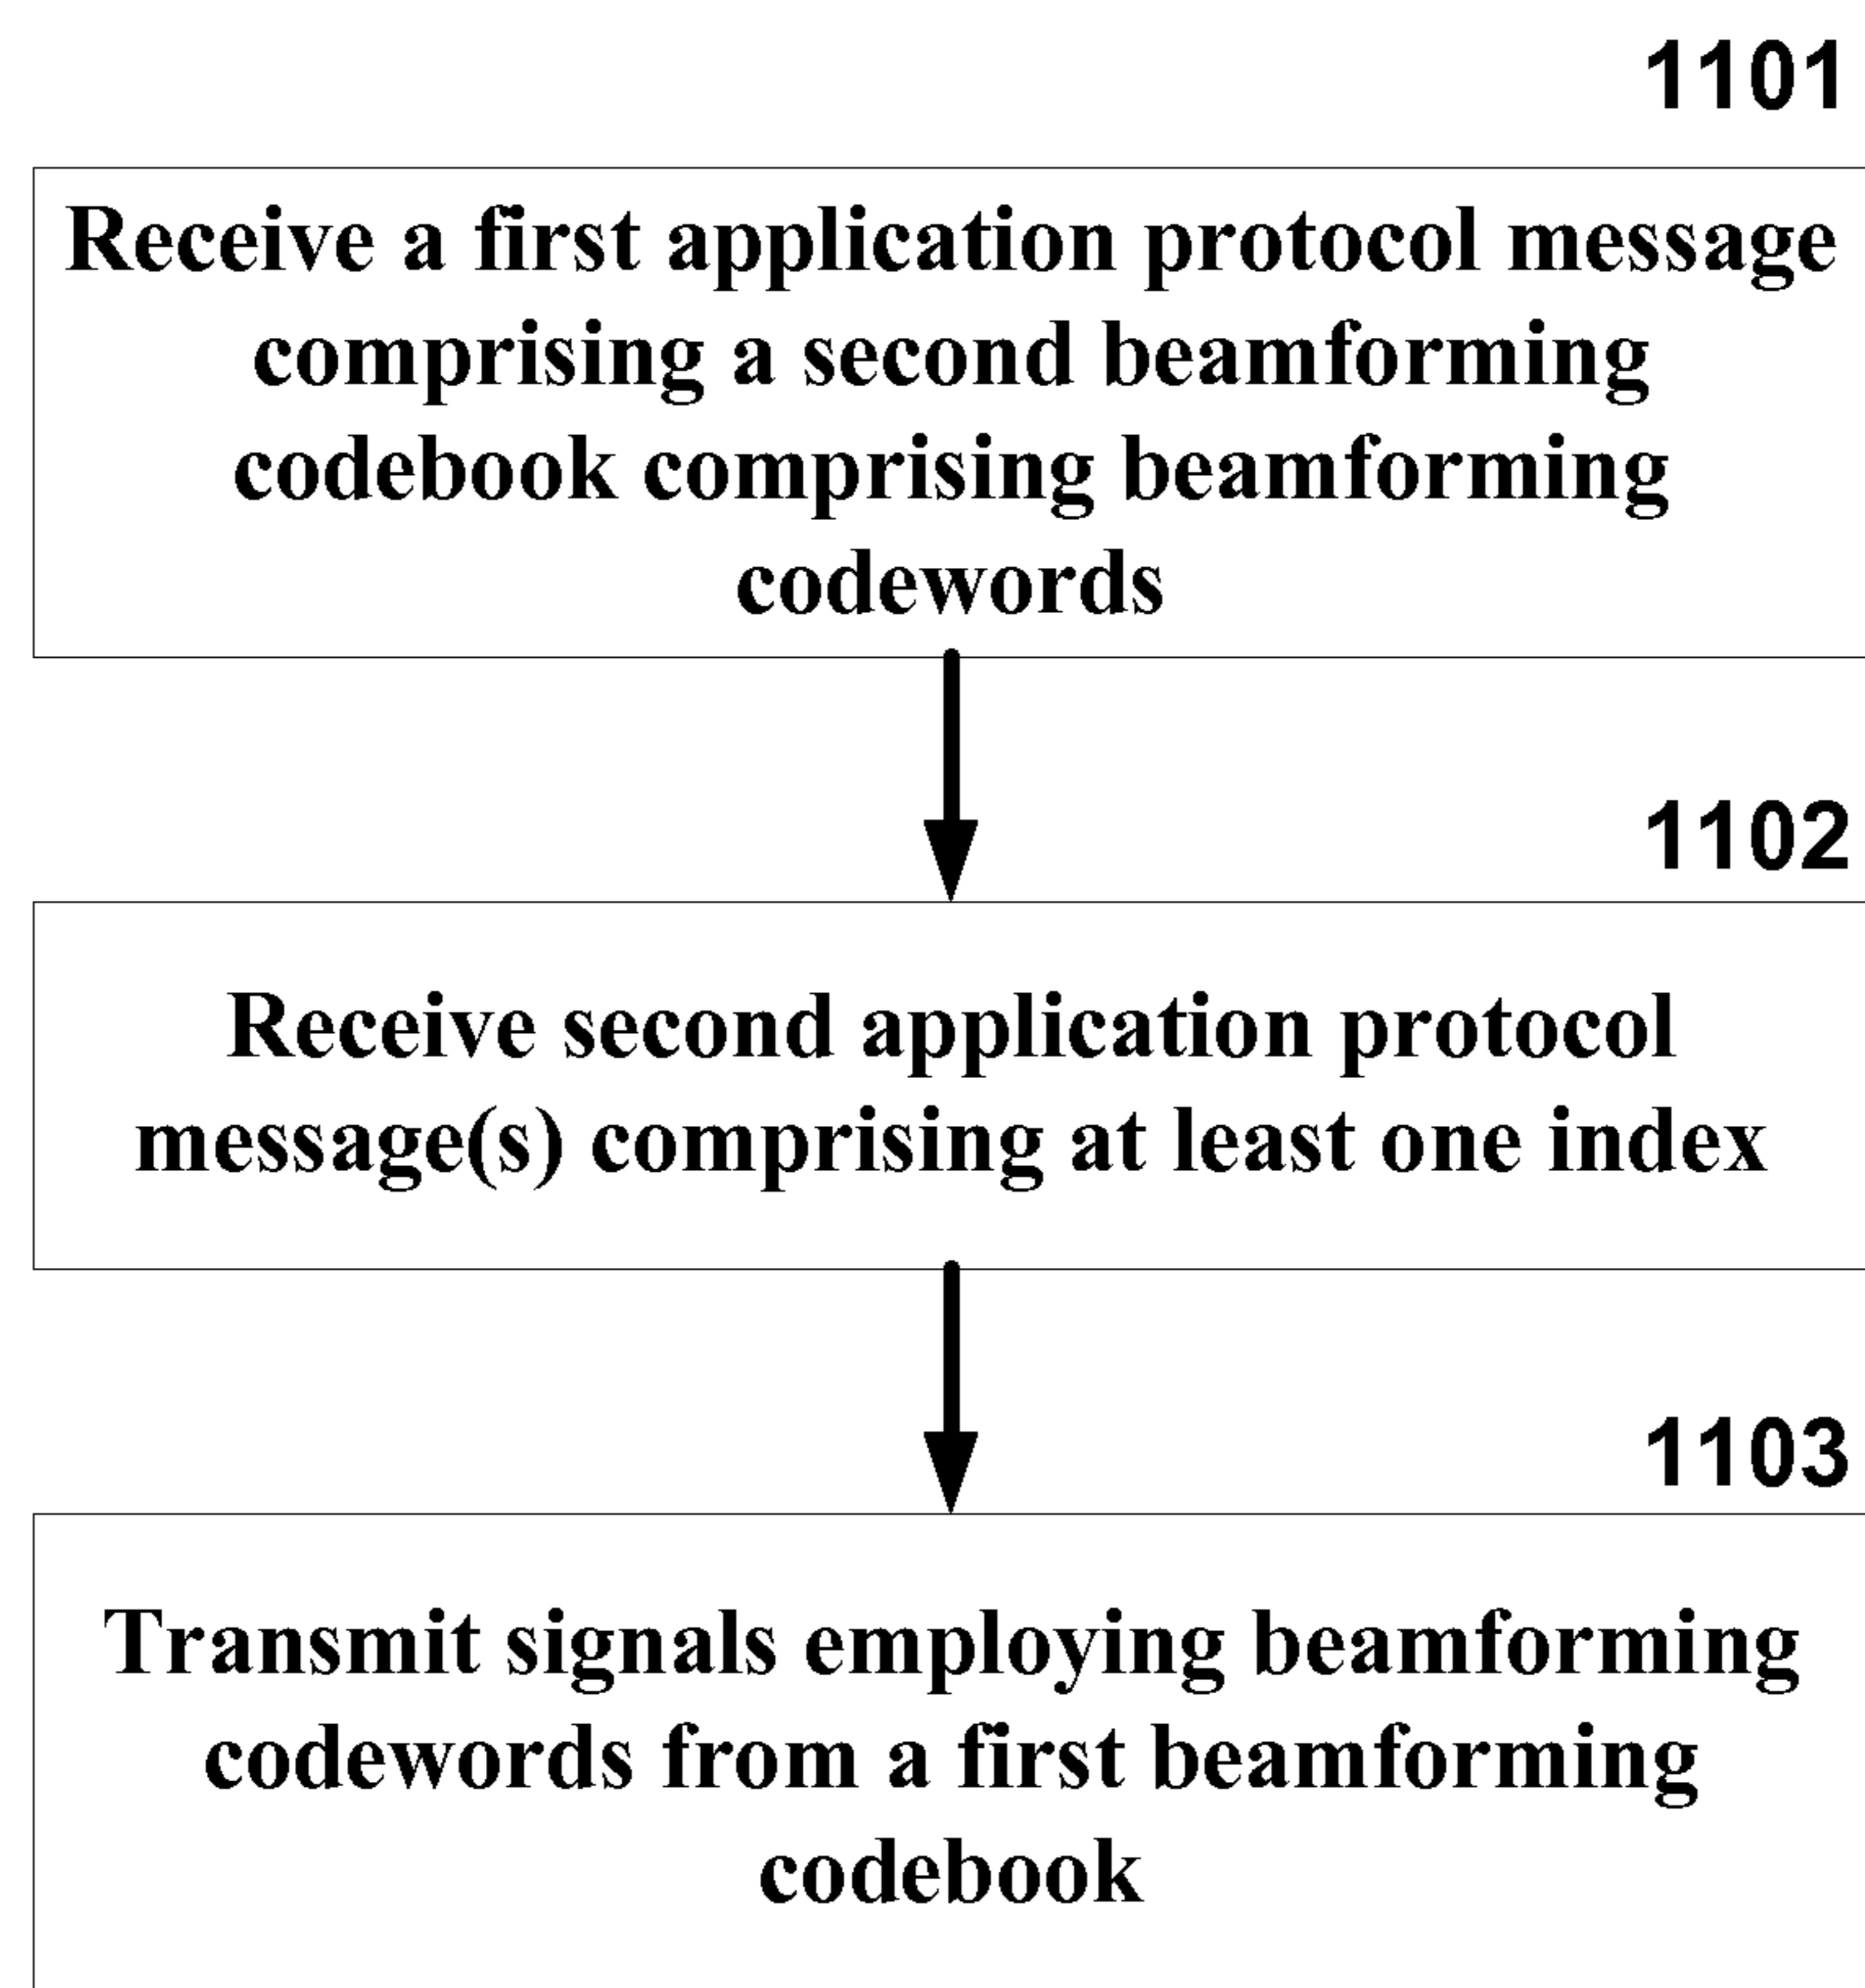 1101
Receive a first application protocol message
comprising a second beamforming
codebook comprising beamforming
codewords
1102
Receive second application protocol
message(s) comprising at least one index
1103
Transmit signals employing beamforming
codewords from a first beamforming
codebook